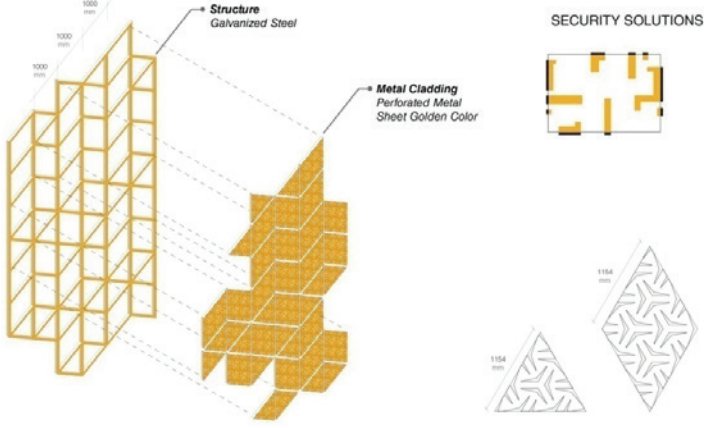 1000
mm
Structure
Galvanized Steel
SECURITY SOLUTIONS
1000
mm
1000
mm
Metal Cladding
Perforated Metal
Sheet Golden Color
1154
mm
1154
mm